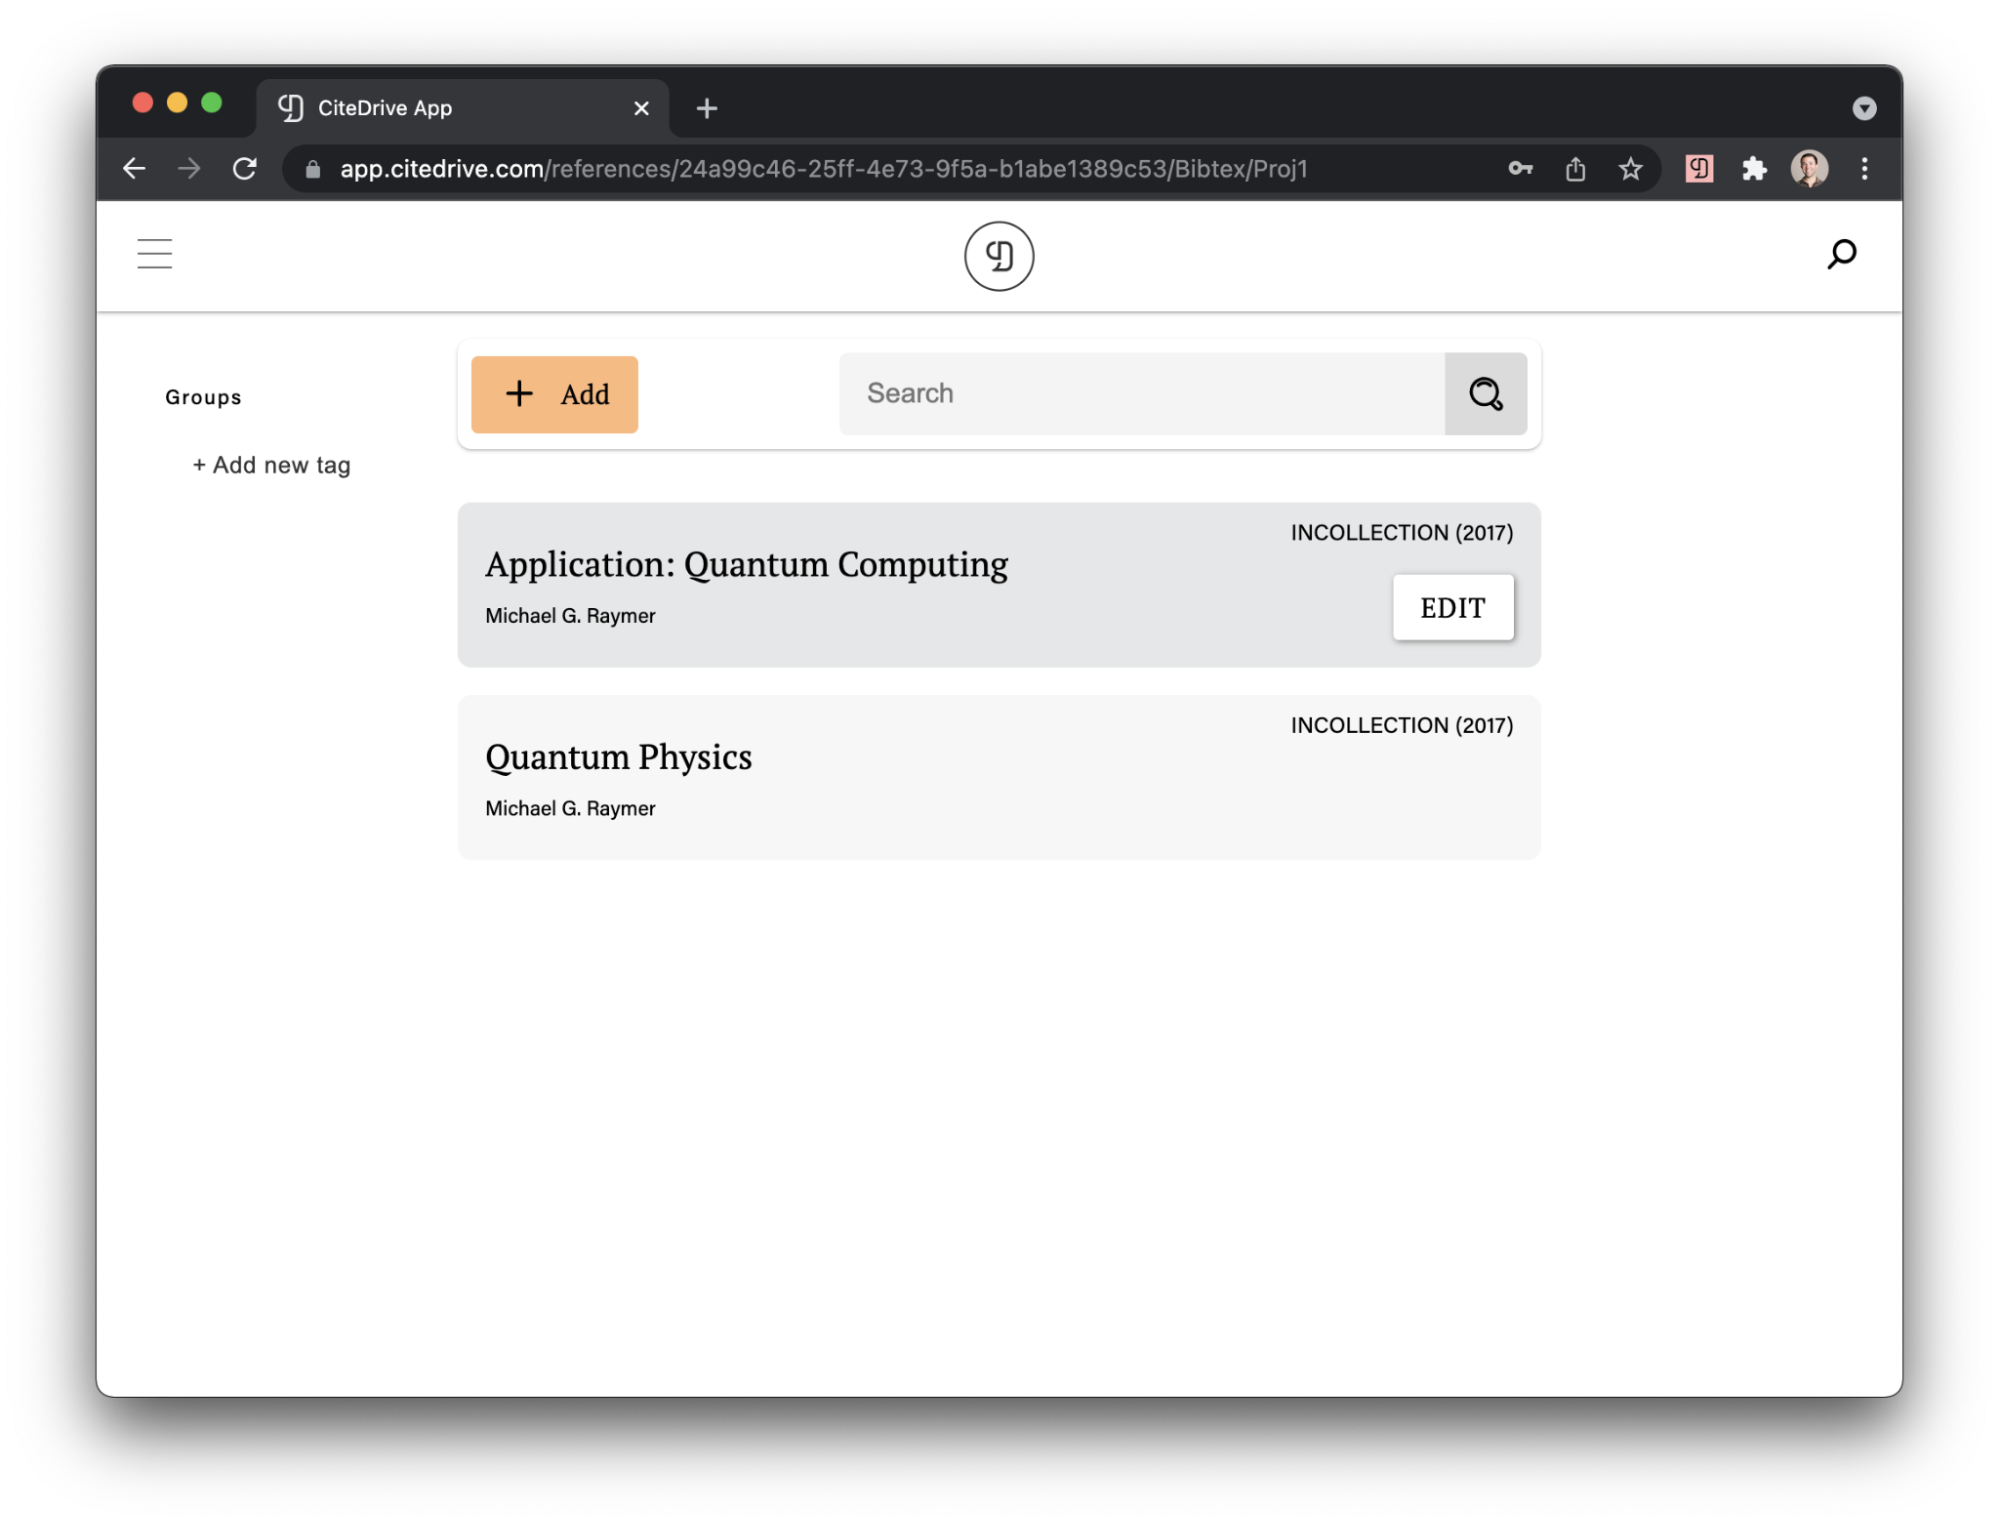 CiteDrive App
app.citedrive.com/references/24a99c46-25ff-4e73-9f5a-b1abe1389c53/Bibtex/Proj1
Groups
+ Add new tag
+ Add
Search
INCOLLECTION (2017)
Application: Quantum Computing
Michael G. Raymer
EDIT
INCOLLECTION (2017)
Quantum Physics
Michael G. Raymer